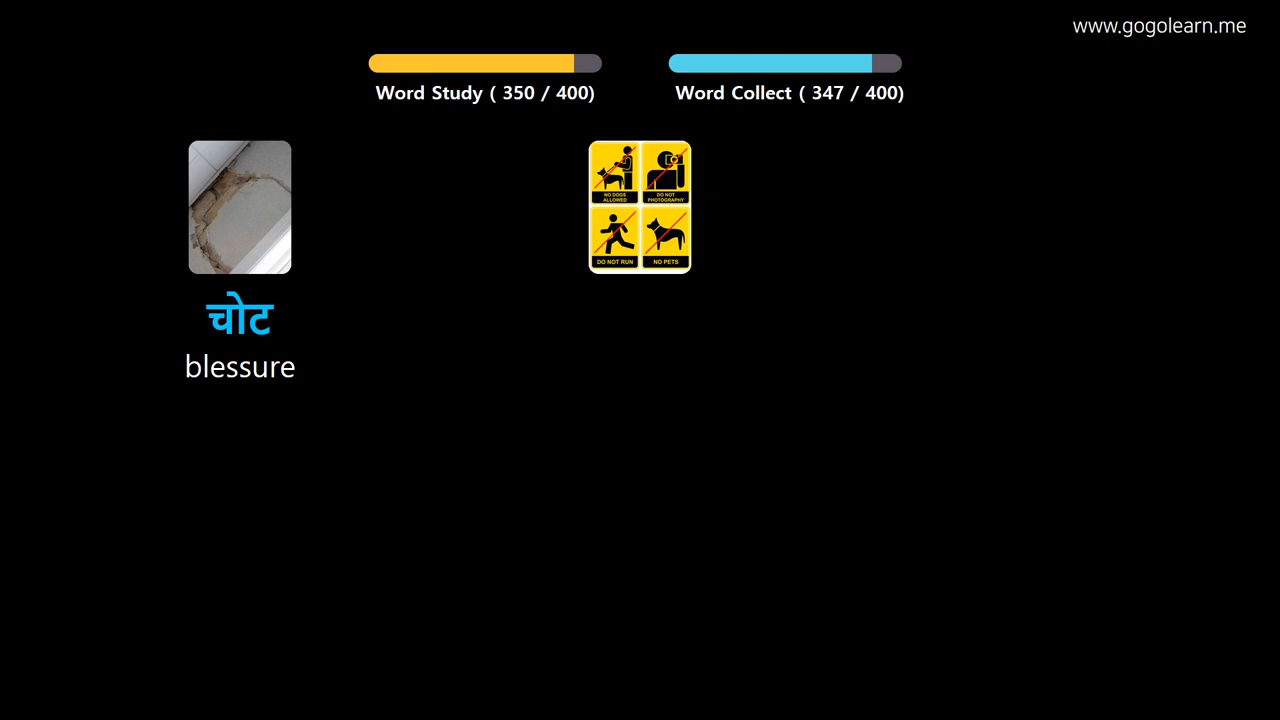 www.gogolearn.me
Word Study ( 350 / 400)
Word Collect ( 347 / 400)
NO DOGS
ALLOWED
DO NOT
PHOTOGRAPHY
DO NOT RUN
NO PETS
चोट
blessure